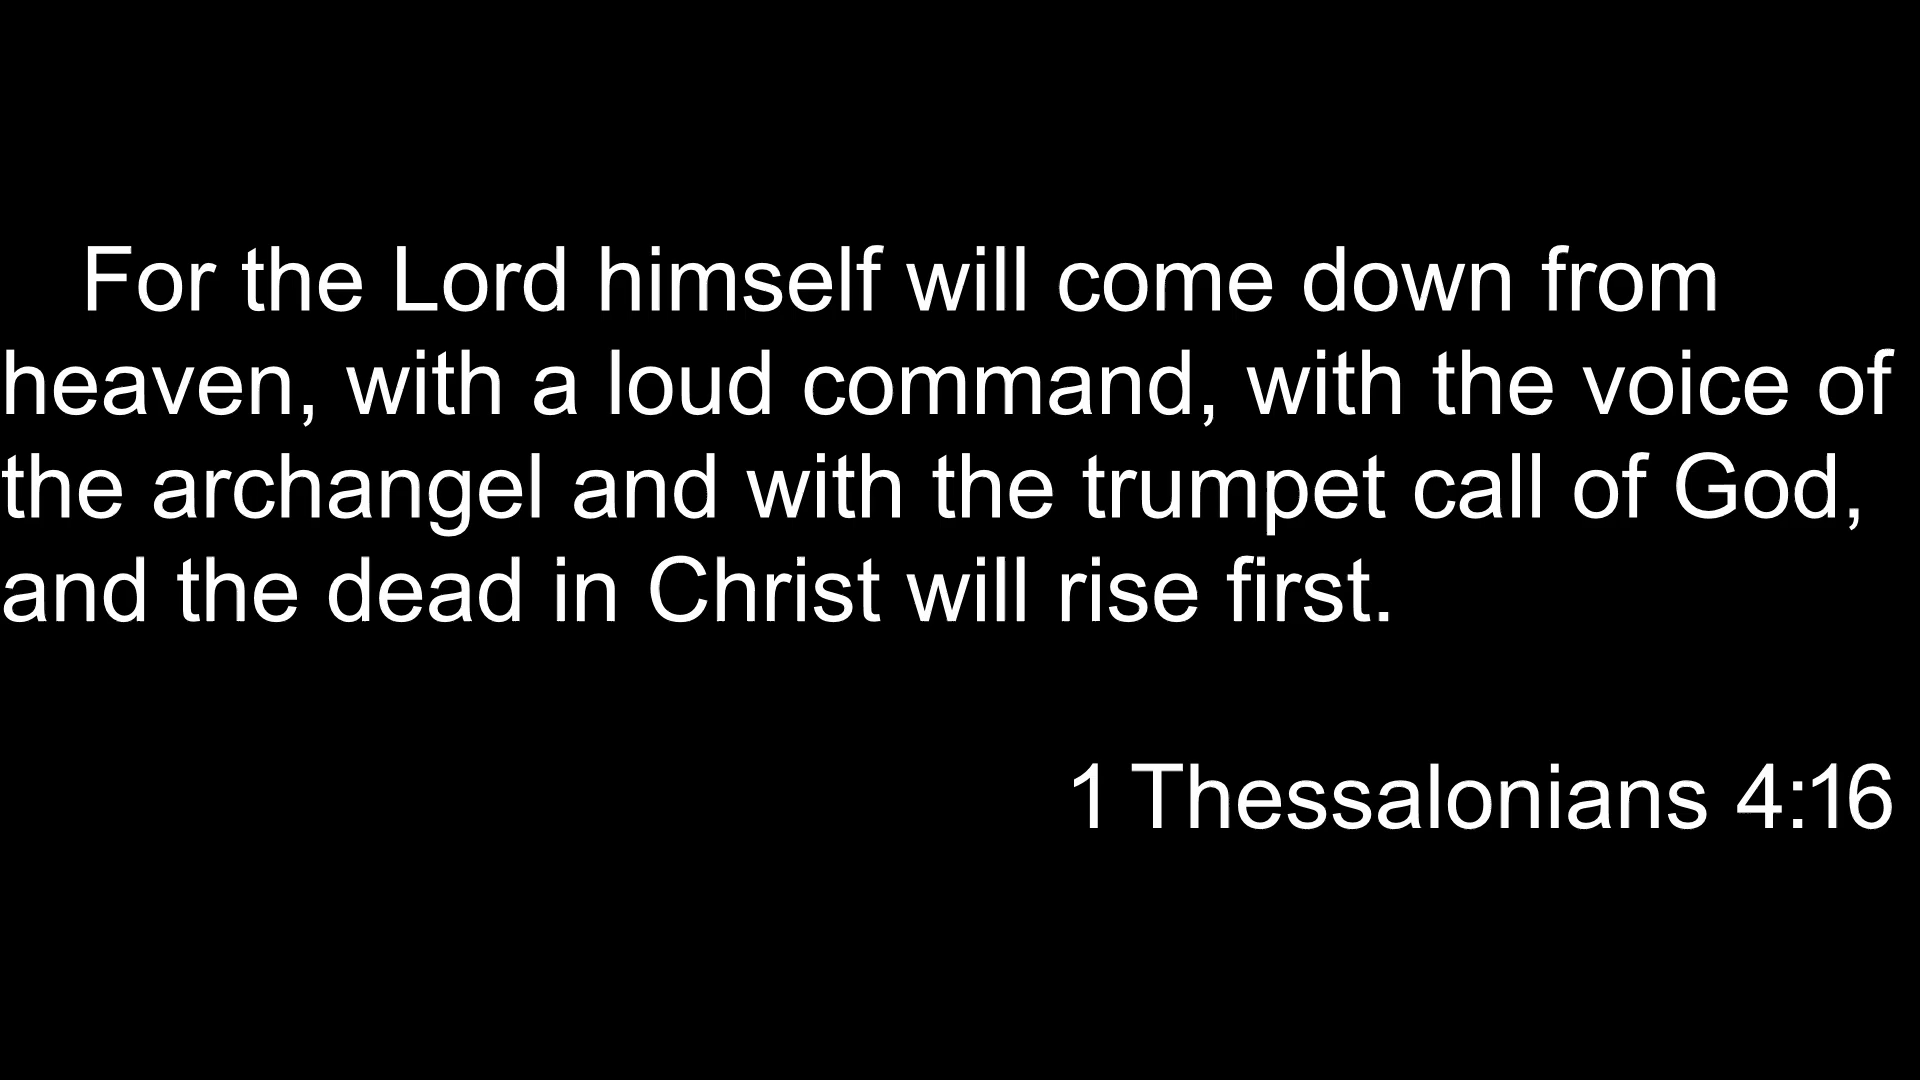 For the Lord himself will come down from
heaven, with a loud command, with the voice of
the archangel and with the trumpet call of God,
and the dead in Christ will rise first.
1 Thessalonians 4:16